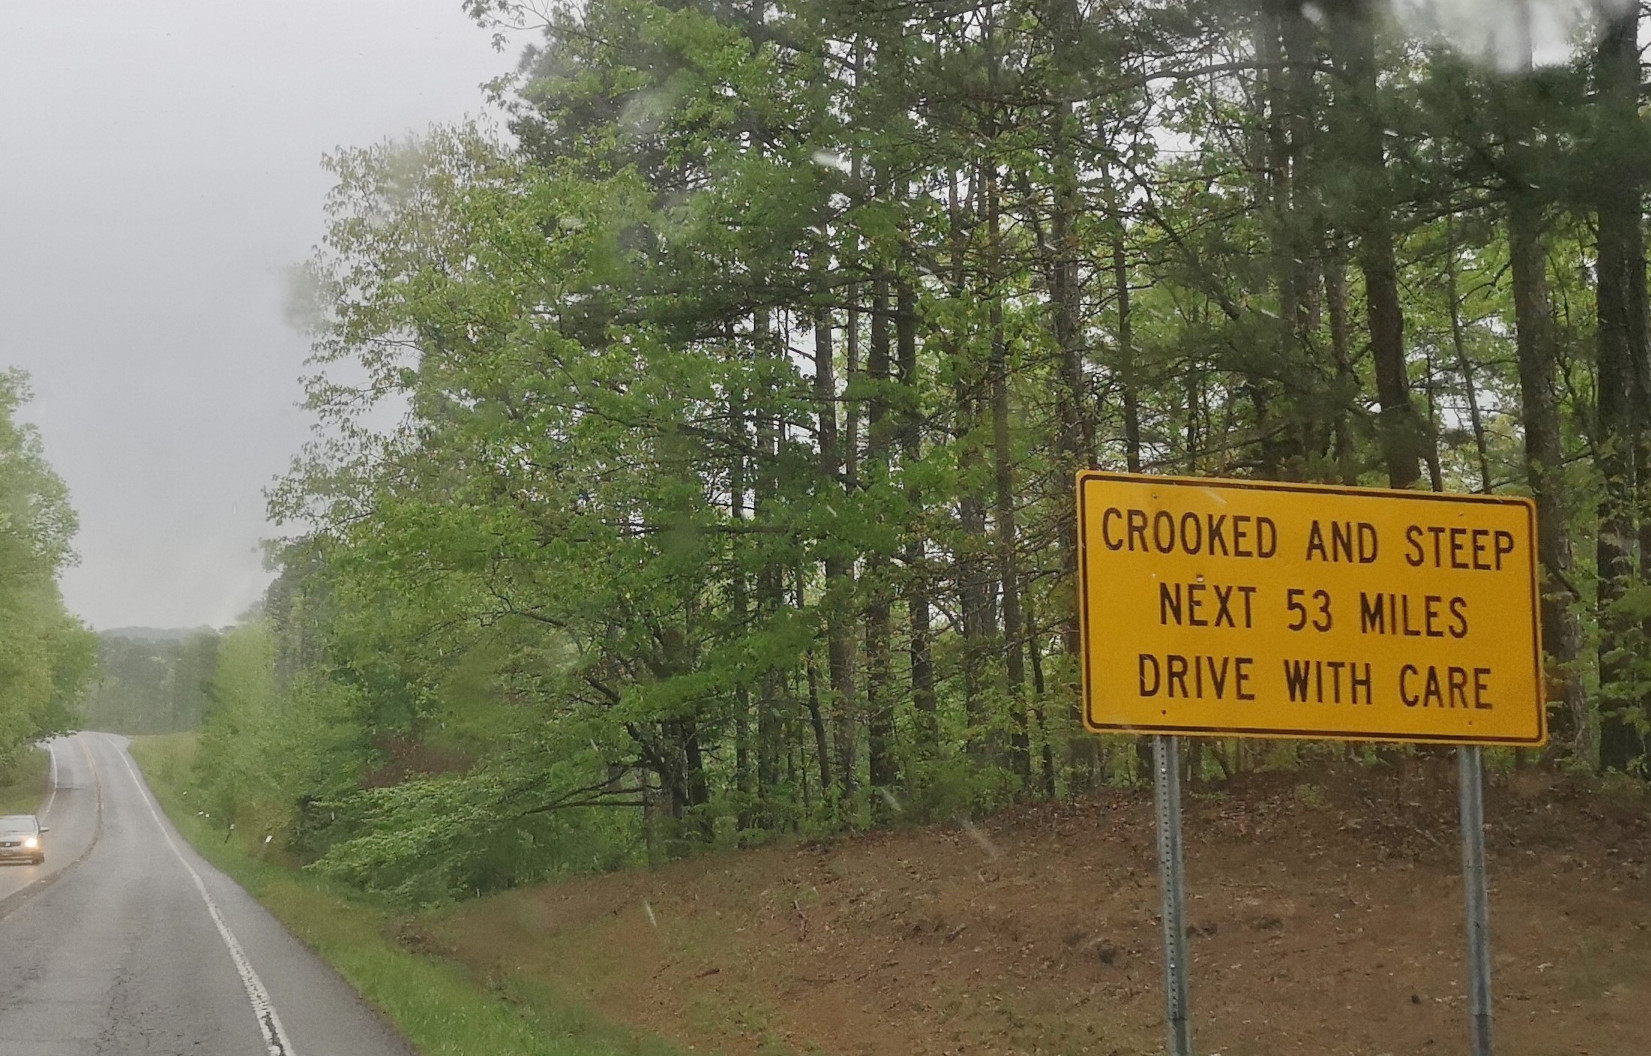 CROOKED AND STEEP
NEXT 53 MILES
DRIVE WITH CARE